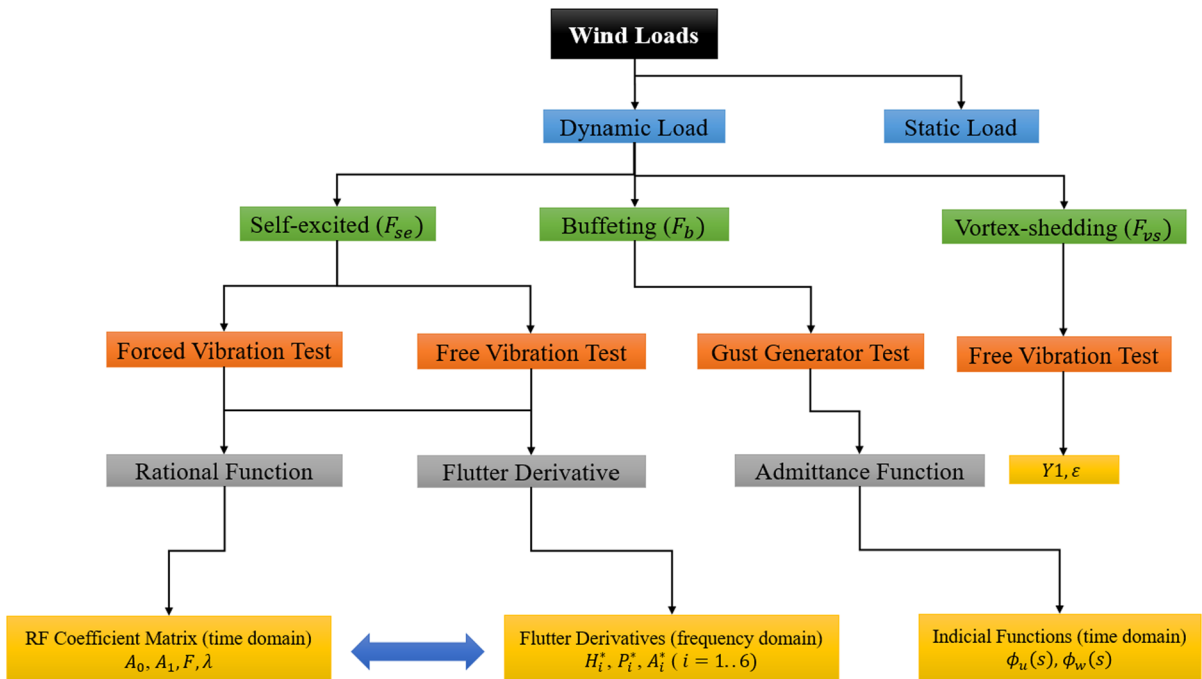 Wind Loads
Dynamic Load
Static Load
Self-excited (F_se)
Buffeting (F_b)
Vortex-shedding (F_vs)
Forced Vibration Test
Free Vibration Test
Gust Generator Test
Free Vibration Test
Rational Function
Flutter Derivative
Admittance Function
Y1, ε
RF Coefficient Matrix (time domain)
A₀, A₁, F, λ
Flutter Derivatives (frequency domain)
H_i^*, P_i^*, A_i^* ( i = 1..6)
Indicial Functions (time domain)
ϕ_u(s), ϕ_w(s)